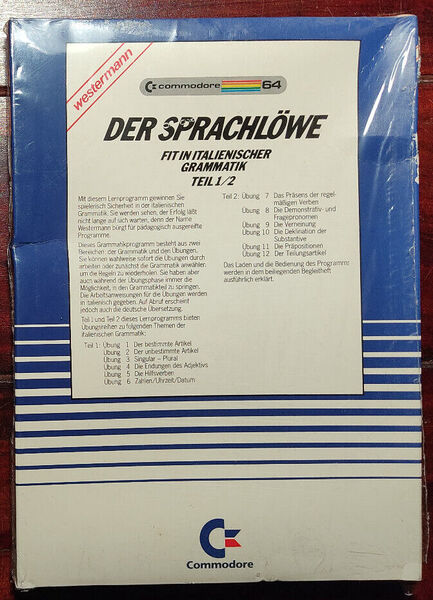 westermann
commodore 64
DER SPRACHLÖWE
FIT IN ITALIENISCHER
GRAMMATIK
TEIL 1/2
Mit diesem Lernprogramm gewinnen Sie
spielerisch Sicherheit in der italienischen
Grammatik. Sie werden sehen, der Erfolg läßt
nicht lange auf sich warten, denn der Name
Westermann bürgt für pädagogisch ausgereifte
Programme.
Dieses Grammatikprogramm besteht aus zwei
Bereichen: der Grammatik und den Übungen.
Sie können wahlweise sofort die Übungen durch
arbeiten oder zunächst die Grammatik anwählen,
um die Regeln zu wiederholen. Sie haben aber
auch während der Übungsphase immer die
Möglichkeit, in den Grammatikteil zu springen.
Die Arbeitsanweisungen für die Übungen werden
in italienisch gegeben. Auf Abruf erscheint
jedoch auch die deutsche Übersetzung.
Teil 1 und Teil 2 dieses Lernprogramms bieten
Übungsreihen zu folgenden Themen der
italienischen Grammatik:
Teil 1: Übung 1 Der bestimmte Artikel
Übung 2 Der unbestimmte Artikel
Übung 3 Singular – Plural
Übung 4 Die Endungen des Adjektivs
Übung 5 Die Hilfsverben
Übung 6 Zahlen/Uhrzeit/Datum
Teil 2: Übung 7 Das Präsens der regel-
mäßigen Verben
Übung 8 Die Demonstrativ- und
Fragepronomen
Übung 9 Die Verneinung
Übung 10 Die Deklination der
Substantive
Übung 11 Die Präpositionen
Übung 12 Der Teilungsartikel
Das Laden und die Bedienung des Programms
werden in dem beiliegenden Begleitheft
ausführlich erklärt.
Commodore